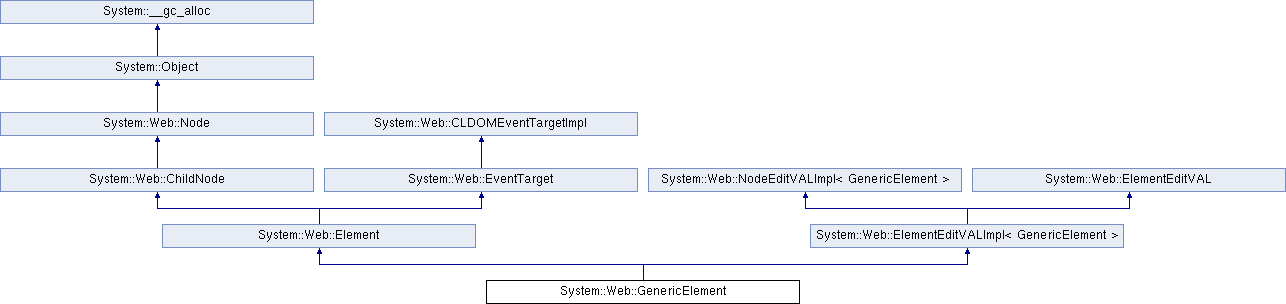 System::__gc_alloc
System::Object
System::Web::Node
System::Web::CLDOMEventTargetImpl
System::Web::ChildNode
System::Web::EventTarget
System::Web::NodeEditVALImpl< GenericElement >
System::Web::ElementEditVAL
System::Web::Element
System::Web::ElementEditVALImpl< GenericElement >
System::Web::GenericElement